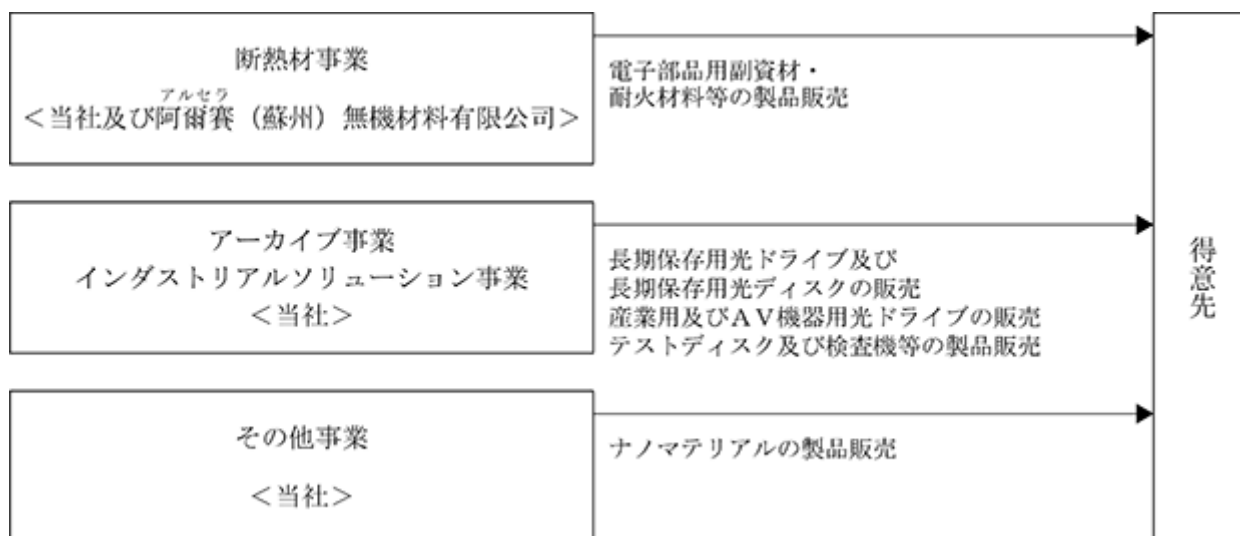 断熱材事業
アルセラ
＜当社及び阿爾賽（蘇州）無機材料有限公司＞
電子部品用副資材・
耐火材料等の製品販売
アーカイブ事業
インダストリアルソリューション事業
＜当社＞
長期保存用光ドライブ及び
長期保存用光ディスクの販売
産業用及びＡＶ機器用光ドライブの販売
テストディスク及び検査機等の製品販売
その他事業
＜当社＞
ナノマテリアルの製品販売
得意先